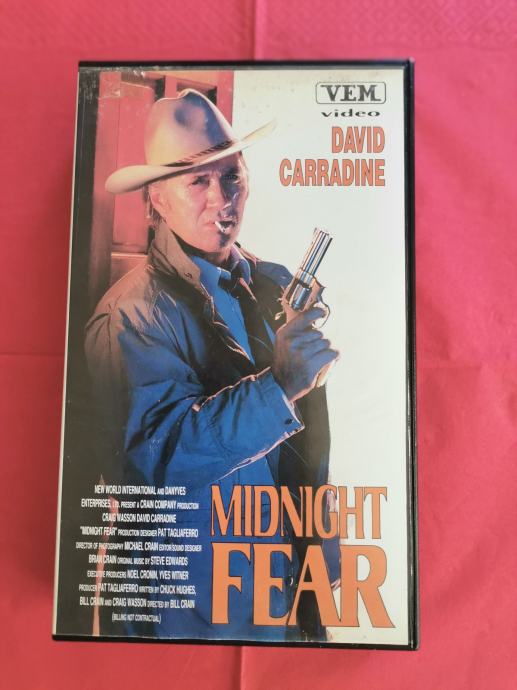 V.E.M.
video
DAVID
CARRADINE
NEW WORLD INTERNATIONAL AND DANYVES
ENTERPRISES, LTD. PRESENT A CRAIN COMPANY PRODUCTION
CRAIG WASSON DAVID CARRADINE
"MIDNIGHT FEAR" PRODUCTION DESIGNER PAT TAGLIAFERRO
DIRECTOR OF PHOTOGRAPHY MICHAEL CRAIN EDITOR/SOUND DESIGNER
BRIAN CRAIN ORIGINAL MUSIC BY STEVE EDWARDS
EXECUTIVE PRODUCERS NOEL CRONIN, YVES WITNER
PRODUCER PAT TAGLIAFERRO WRITTEN BY CHUCK HUGHES,
BILL CRAIN AND CRAIG WASSON DIRECTED BY BILL CRAIN
(BILLING NOT CONTRACTUAL)
MIDNIGHT
FEAR